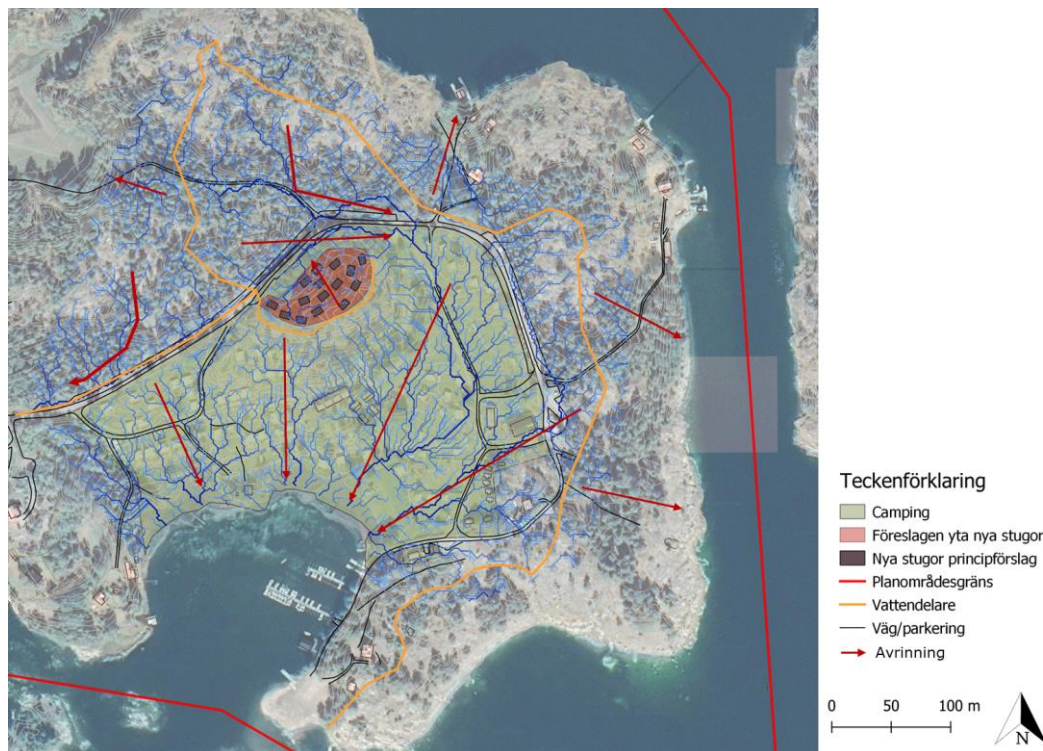 Teckenförklaring
Camping
Föreslagen yta nya stugor
Nya stugor principförslag
Planområdesgräns
Vattendelare
Väg/parkering
Avrinning
0 50 100 m
N